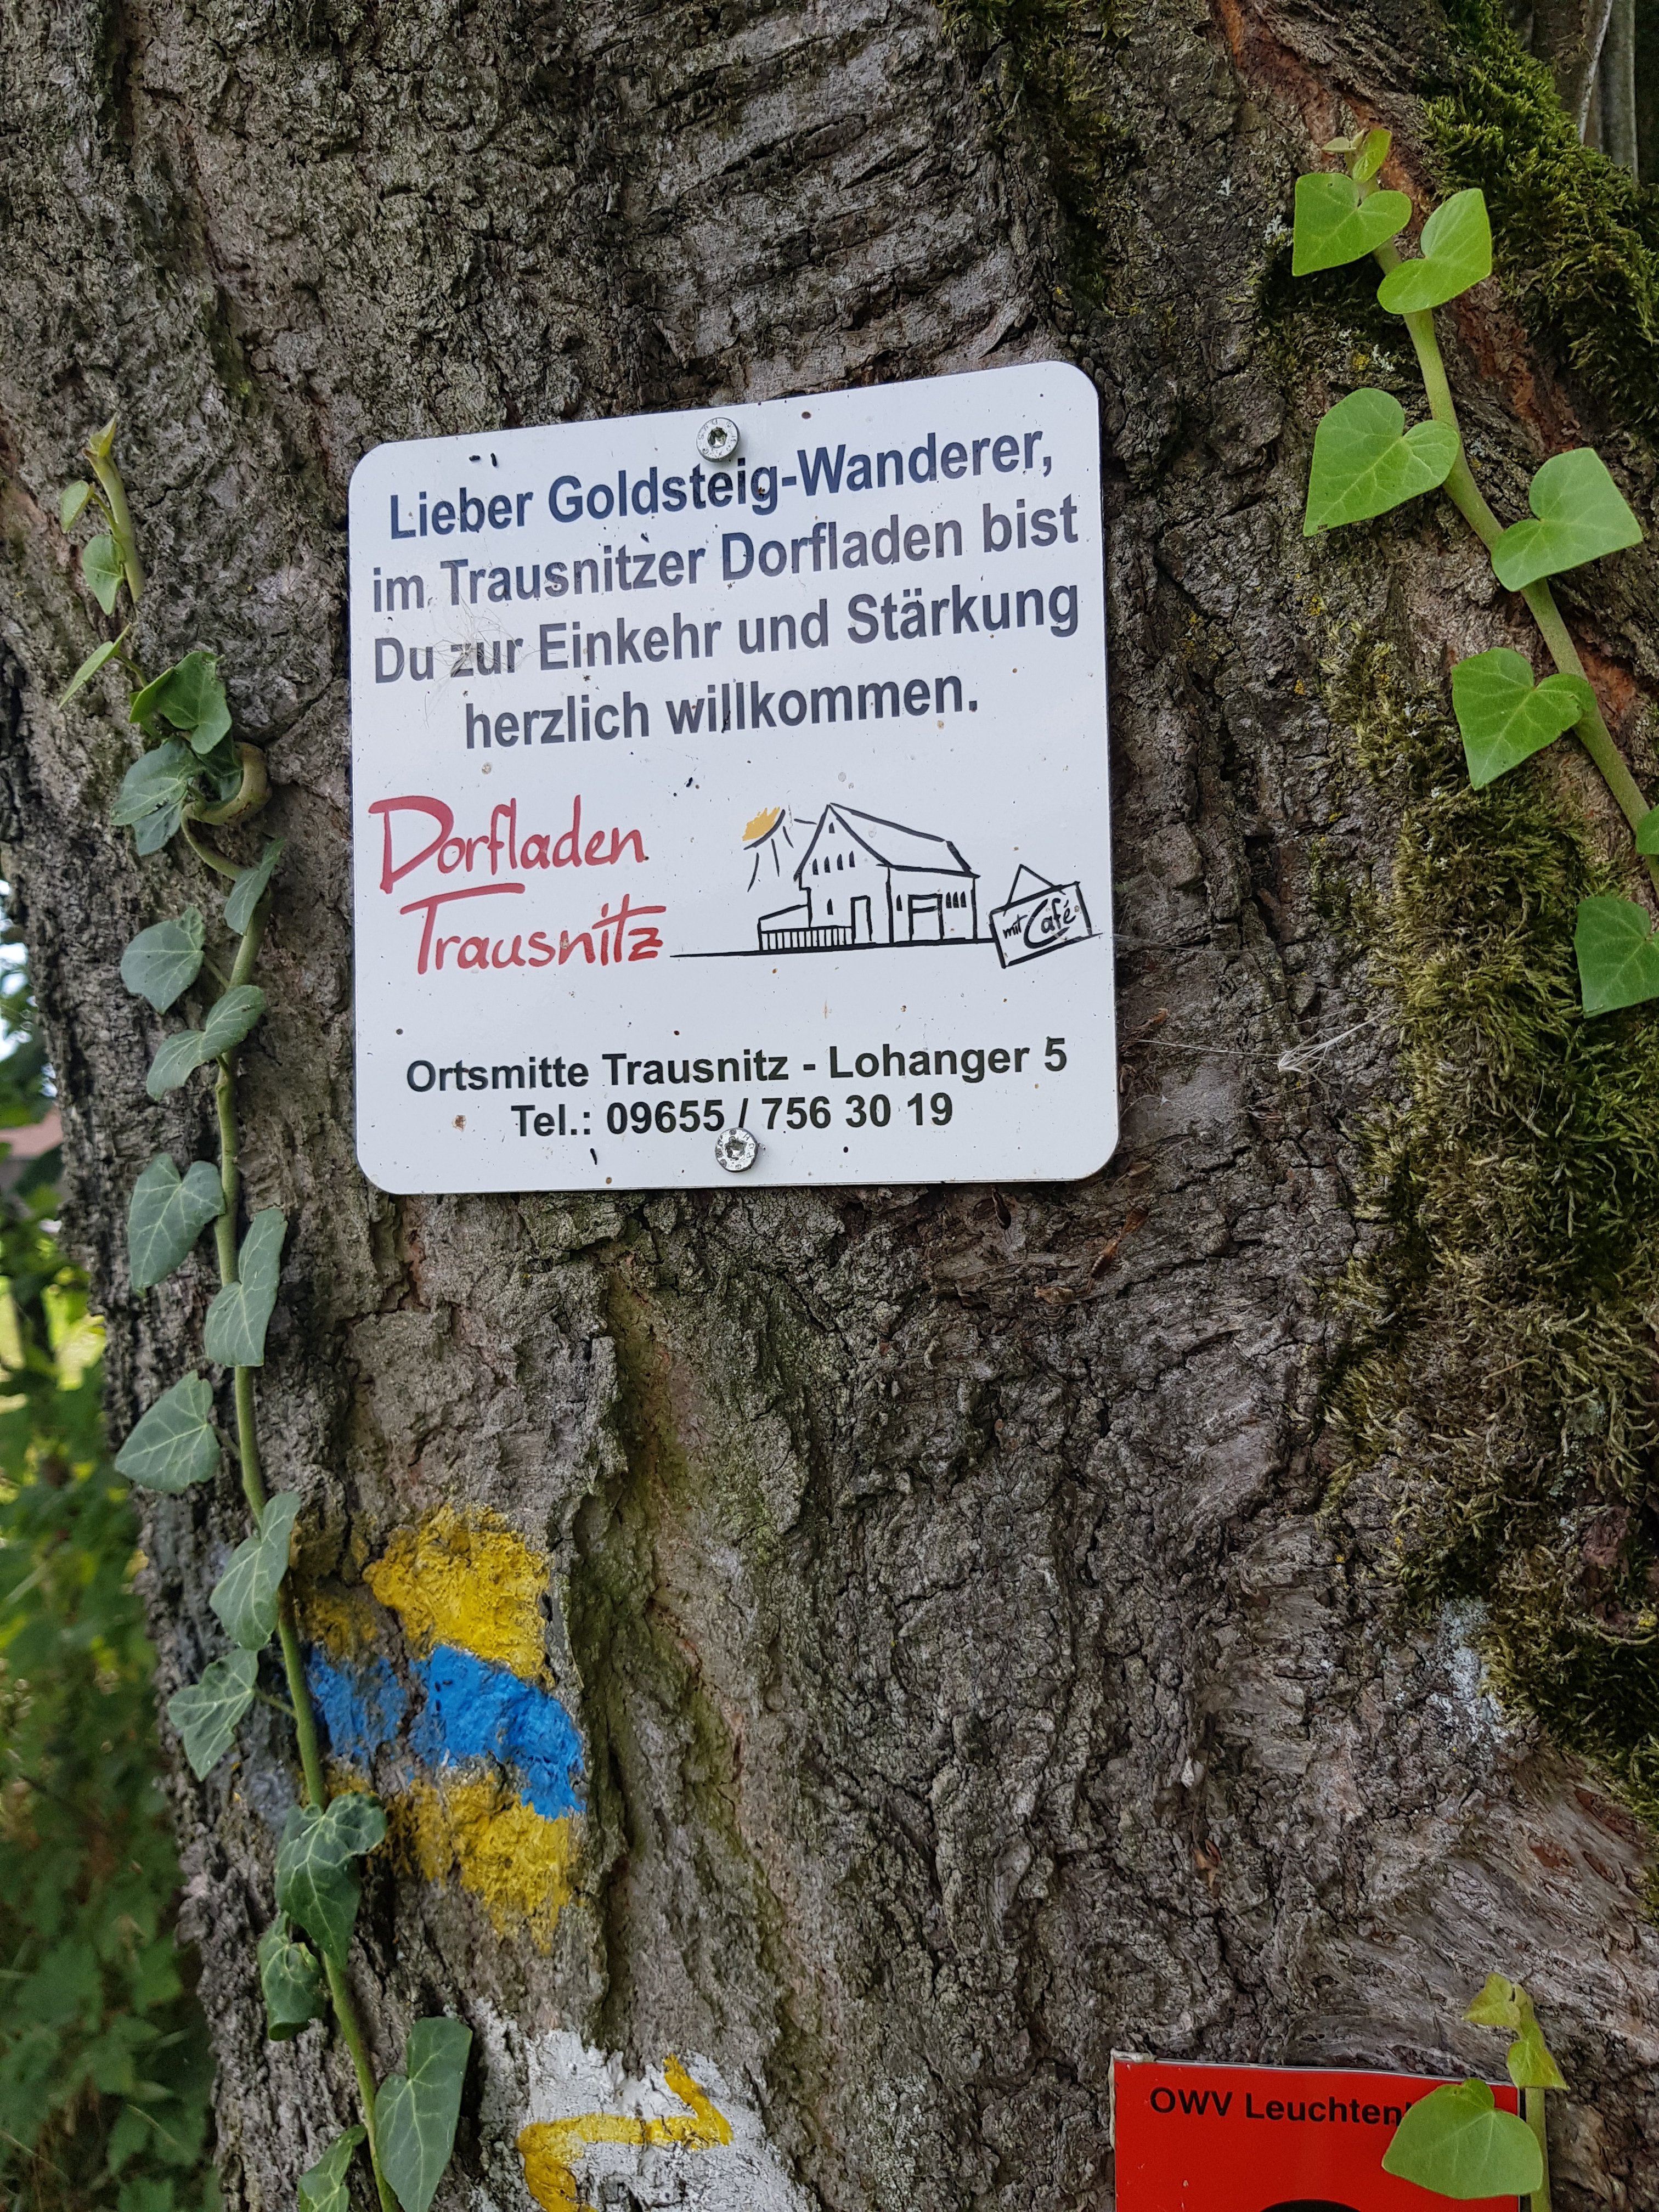 Lieber Goldsteig-Wanderer,
im Trausnitzer Dorfladen bist
Du zur Einkehr und Stärkung
herzlich willkommen.
Dorfladen
Trausnitz
mit Café
Ortsmitte Trausnitz - Lohanger 5
Tel.: 09655 / 756 30 19
OWV